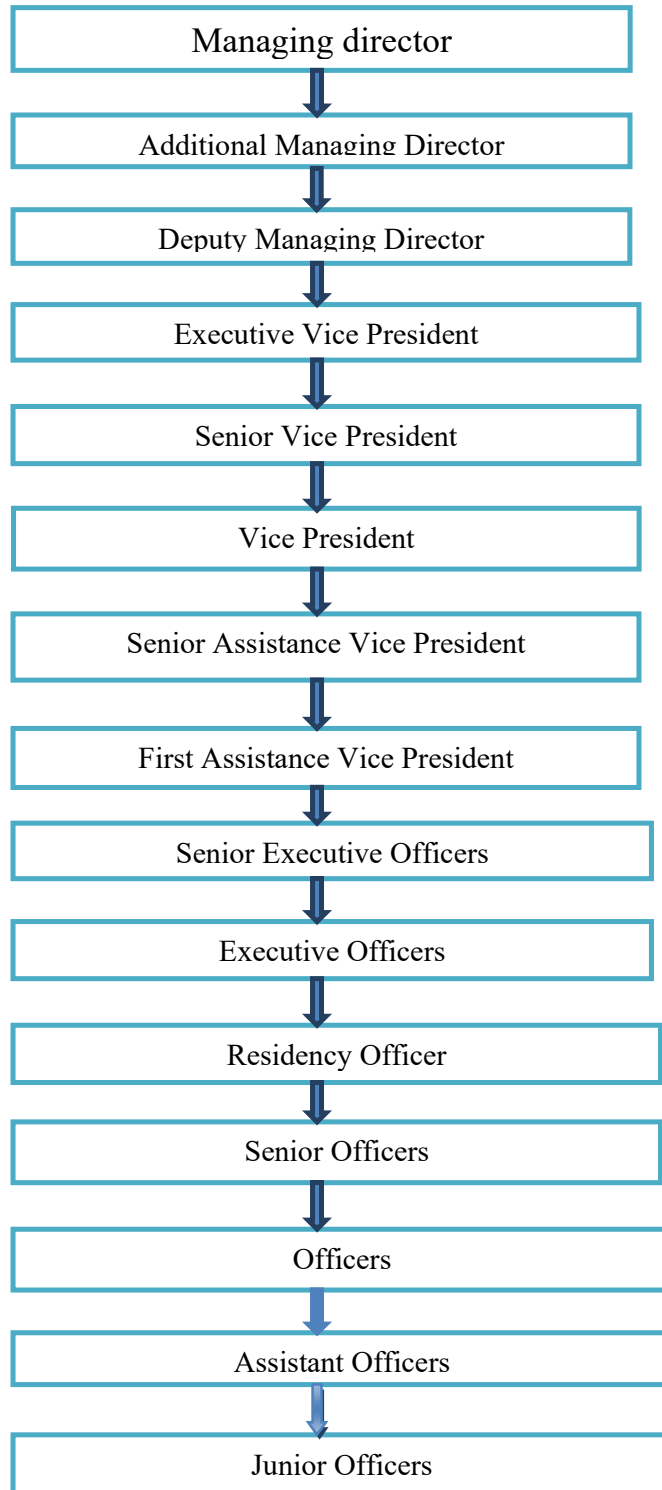 Managing director
Additional Managing Director
Deputy Managing Director
Executive Vice President
Senior Vice President
Vice President
Senior Assistance Vice President
First Assistance Vice President
Senior Executive Officers
Executive Officers
Residency Officer
Senior Officers
Officers
Assistant Officers
Junior Officers